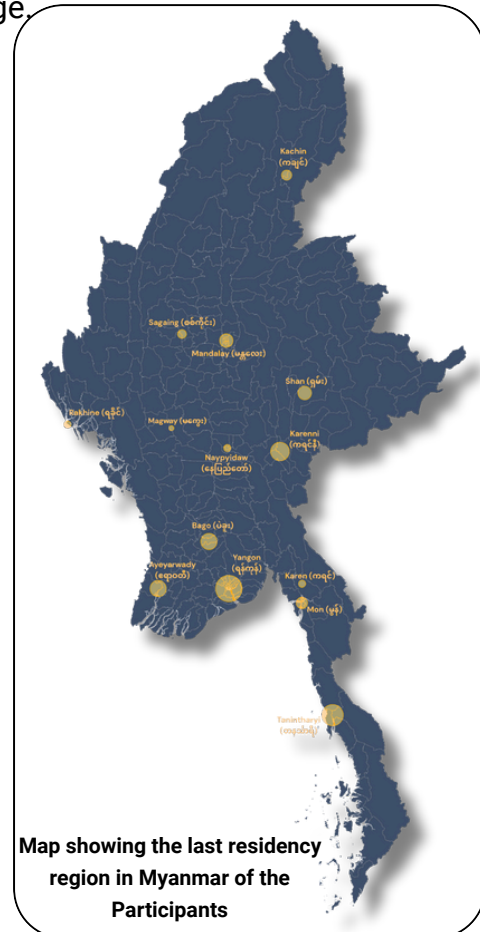 ge.
Kachin
(ကချင်)
Sagaing (စစ်ကိုင်း)
Mandalay (မန္တလေး)
Shan (ရှမ်း)
Rakhine (ရခိုင်)
Magway (မကွေး)
Karenni
(ကရင်နီ)
Naypyidaw
(နေပြည်တော်)
Bago (ပဲခူး)
Ayeyarwady
(ဧရာဝတီ)
Yangon
(ရန်ကုန်)
Karen (ကရင်)
Mon (မွန်)
Tanintharyi
(တနင်္သာရီ)
Map showing the last residency
region in Myanmar of the
Participants